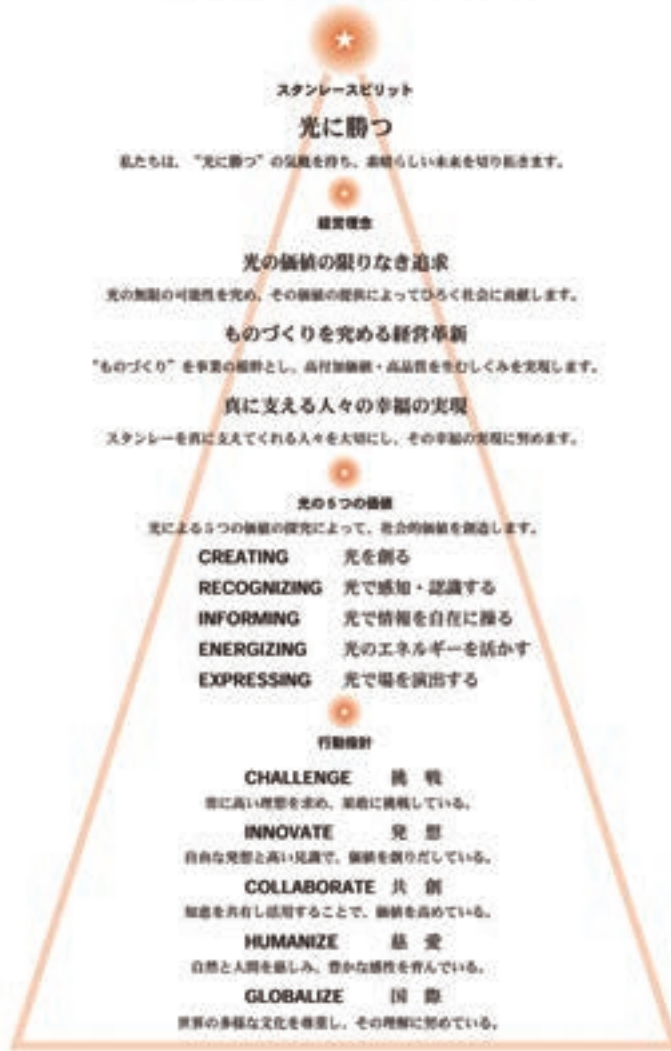 スタンレースピリット
光に勝つ
私たちは、“光に勝つ”の気概を持ち、素晴らしい未来を切り拓きます。
経営理念
光の価値の限りなき追求
光の無限の可能性を究め、その価値の提供によってひろく社会に貢献します。
ものづくりを究める経営革新
“ものづくり”を事業の根幹とし、高付加価値・高品質を生むしくみを実現します。
真に支える人々の幸福の実現
スタンレーを真に支えてくれる人々を大切にし、その幸福の実現に努めます。
光の5つの価値
光による5つの価値の探究によって、社会的価値を創造します。
CREATING 光を創る
RECOGNIZING 光で感知・認識する
INFORMING 光で情報を自在に操る
ENERGIZING 光のエネルギーを活かす
EXPRESSING 光で場を演出する
行動指針
CHALLENGE 挑 戦
常に高い理想を求め、果敢に挑戦している。
INNOVATE 発 想
自由な発想と高い見識で、価値を創りだしている。
COLLABORATE 共 創
知恵を共有し活用することで、価値を高めている。
HUMANIZE 慈 愛
自然と人間を慈しみ、豊かな感性を育んでいる。
GLOBALIZE 国 際
世界の多様な文化を尊重し、その理解に努めている。